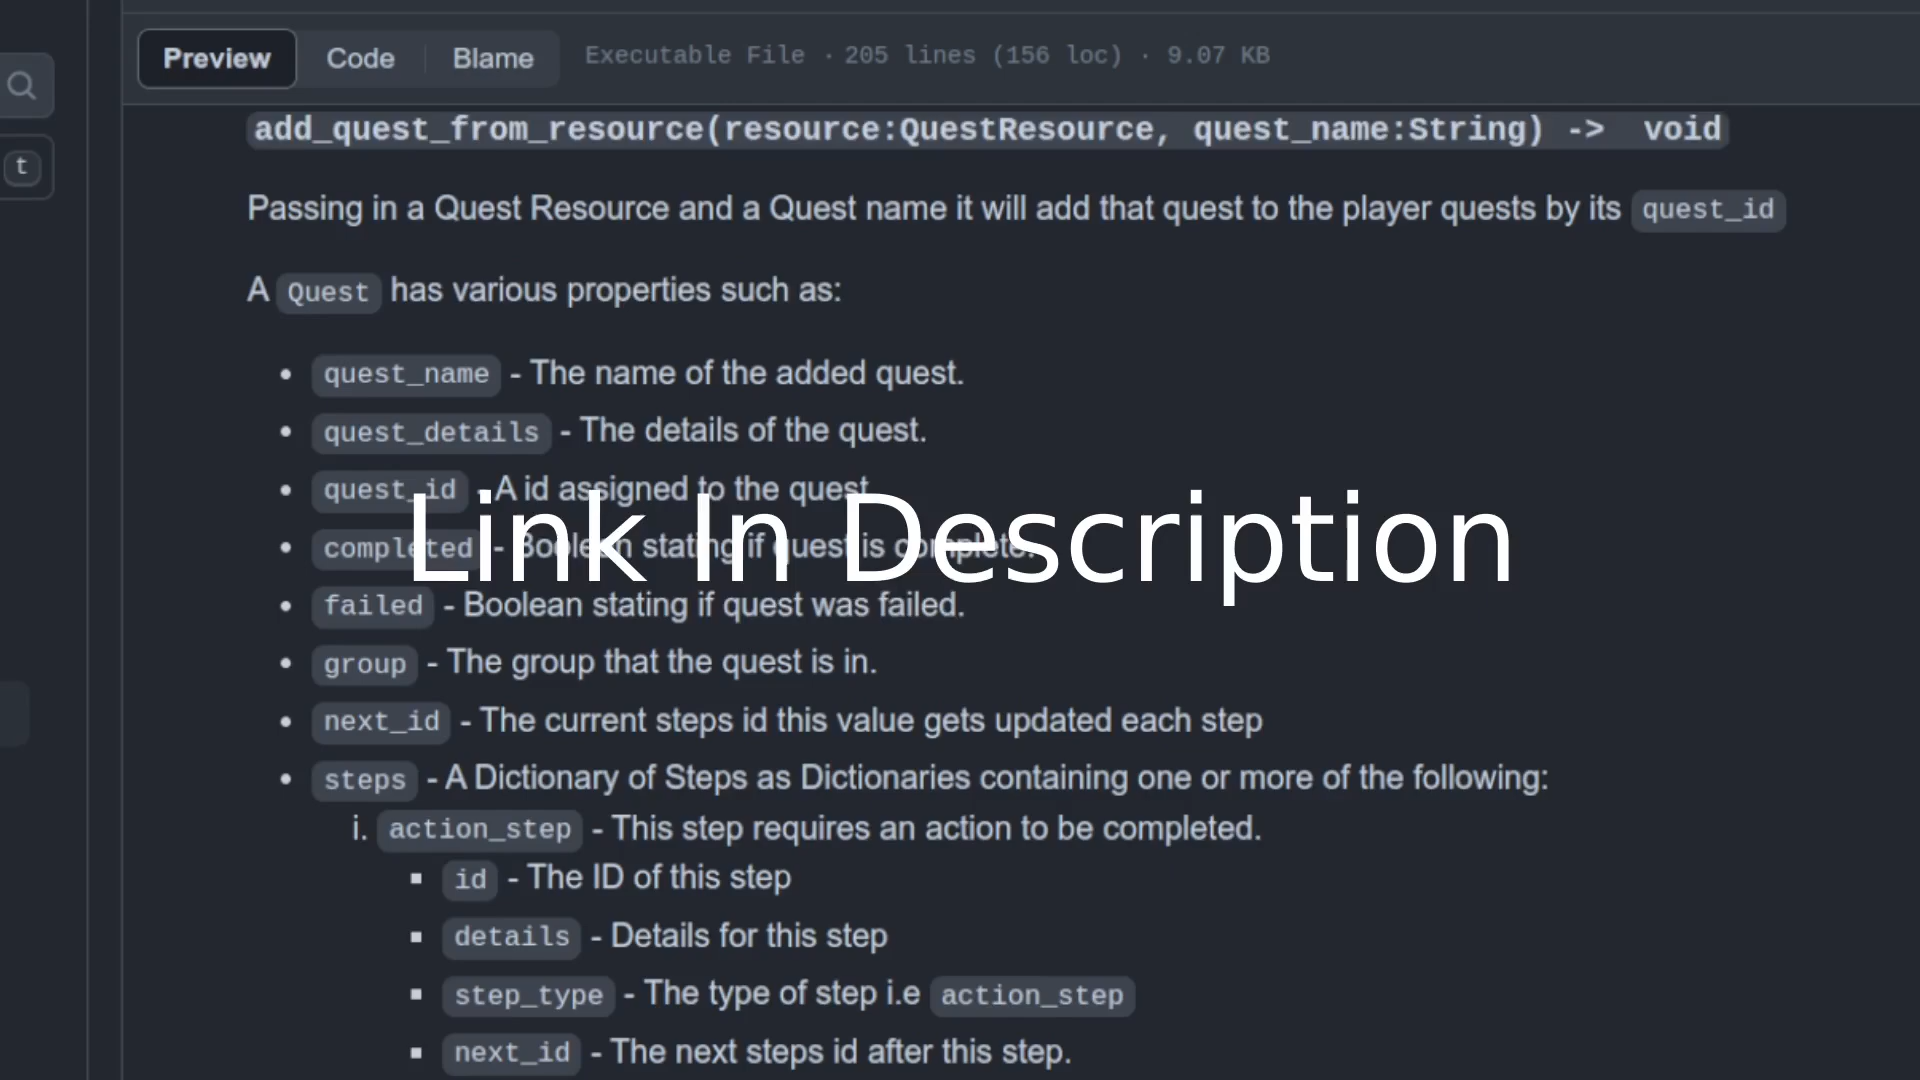 Preview Code Blame Executable File · 205 lines (156 loc) · 9.07 KB
t
add_quest_from_resource(resource:QuestResource, quest_name:String) -> void
Passing in a Quest Resource and a Quest name it will add that quest to the player quests by its quest_id
A Quest has various properties such as:
• quest_name - The name of the added quest.
• quest_details - The details of the quest.
• quest_id - A id assigned to the quest
Link In Description
• completed - Boolean stating if quest is complete.
• failed - Boolean stating if quest was failed.
• group - The group that the quest is in.
• next_id - The current steps id this value gets updated each step
• steps - A Dictionary of Steps as Dictionaries containing one or more of the following:
i. action_step - This step requires an action to be completed.
▪ id - The ID of this step
▪ details - Details for this step
▪ step_type - The type of step i.e action_step
▪ next_id - The next steps id after this step.